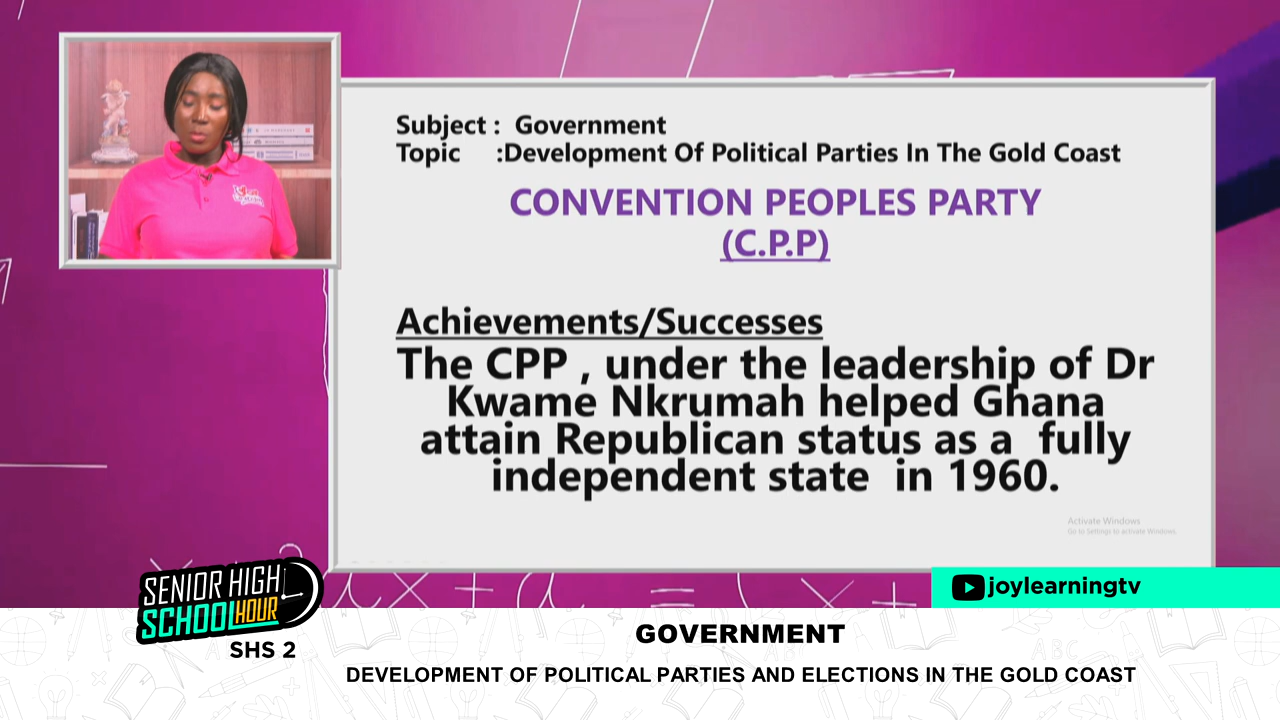 Subject : Government
Topic :Development Of Political Parties In The Gold Coast
CONVENTION PEOPLES PARTY
(C.P.P)
Achievements/Successes
The CPP , under the leadership of Dr
Kwame Nkrumah helped Ghana
attain Republican status as a fully
independent state in 1960.
Activate Windows
Go to Settings to activate Windows.
joylearningtv
SENIOR HIGH
SCHOOL HOUR
SHS 2
GOVERNMENT
DEVELOPMENT OF POLITICAL PARTIES AND ELECTIONS IN THE GOLD COAST